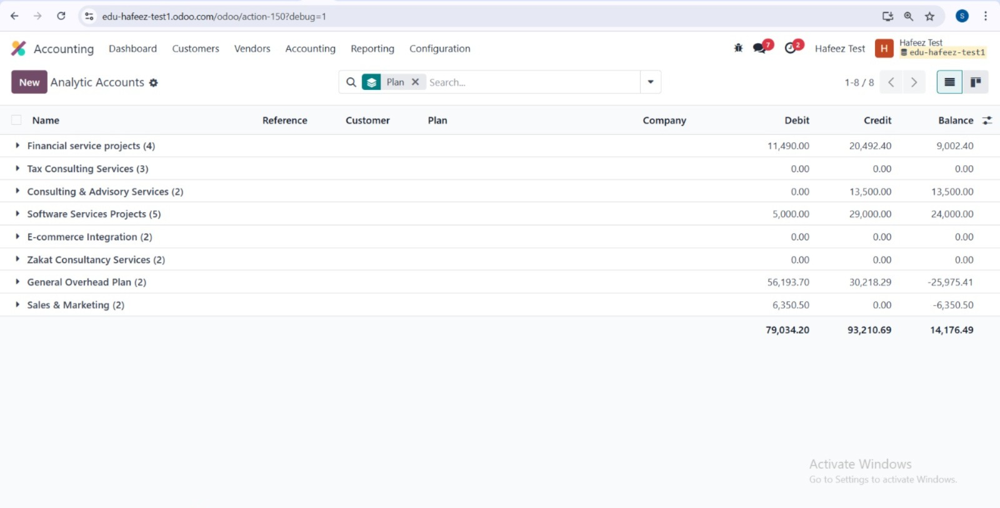 edu-hafeez-test1.odoo.com/odoo/action-150?debug=1
S
Accounting Dashboard Customers Vendors Accounting Reporting Configuration 7 2 Hafeez Test H Hafeez Test
edu-hafeez-test1
New Analytic Accounts Plan Search... 1-8 / 8
Name Reference Customer Plan Company Debit Credit Balance
Financial service projects (4) 11,490.00 20,492.40 9,002.40
Tax Consulting Services (3) 0.00 0.00 0.00
Consulting & Advisory Services (2) 0.00 13,500.00 13,500.00
Software Services Projects (5) 5,000.00 29,000.00 24,000.00
E-commerce Integration (2) 0.00 0.00 0.00
Zakat Consultancy Services (2) 0.00 0.00 0.00
General Overhead Plan (2) 56,193.70 30,218.29 -25,975.41
Sales & Marketing (2) 6,350.50 0.00 -6,350.50
79,034.20 93,210.69 14,176.49
Activate Windows
Go to Settings to activate Windows.